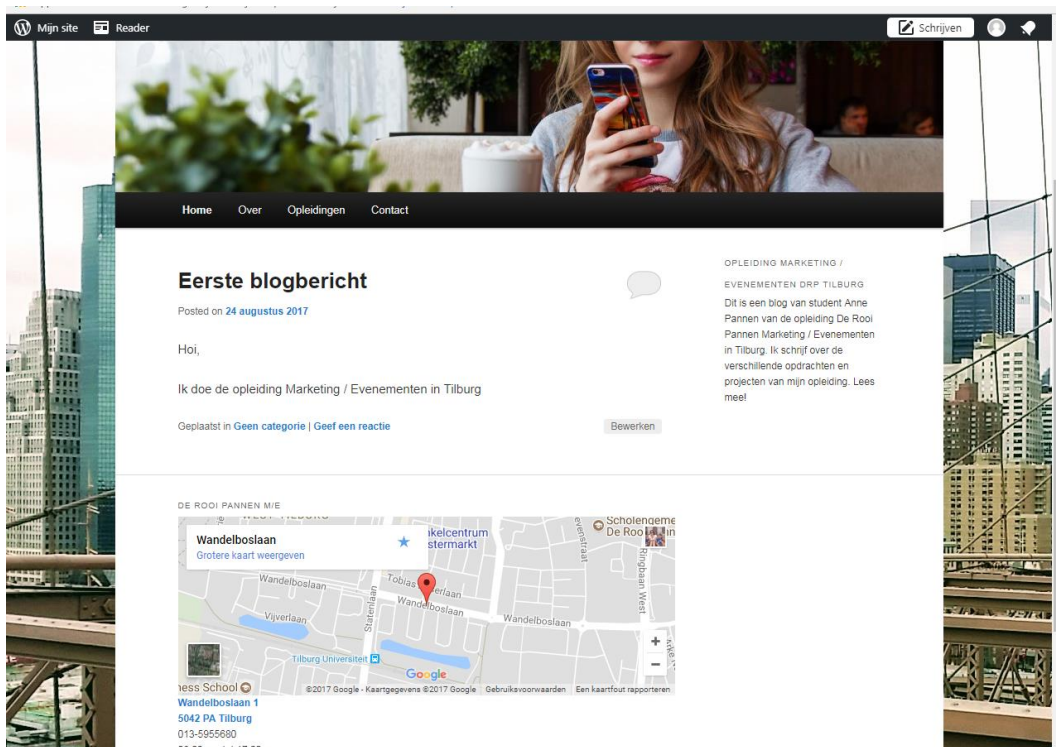 Mijn site Reader Schrijven
Home Over Opleidingen Contact
Eerste blogbericht
Posted on 24 augustus 2017
Hoi,
Ik doe de opleiding Marketing / Evenementen in Tilburg
Geplaatst in Geen categorie | Geef een reactie
Bewerken
OPLEIDING MARKETING /
EVENEMENTEN DRP TILBURG
Dit is een blog van student Anne
Pannen van de opleiding De Rooi
Pannen Marketing / Evenementen
in Tilburg. Ik schrijf over de
verschillende opdrachten en
projecten van mijn opleiding. Lees
mee!
DE ROOI PANNEN M/E
Wandelboslaan
Grotere kaart weergeven
Scholengeme
De Roo
Wandelboslaan
Wandelboslaan
Wandelboslaan
Vijverlaan
Statenlaan
Ringbaan West
Tilburg Universiteit
Google
ness School
©2017 Google - Kaartgegevens ©2017 Google Gebruiksvoorwaarden Een kaartfout rapporteren
Wandelboslaan 1
5042 PA Tilburg
013-5955680